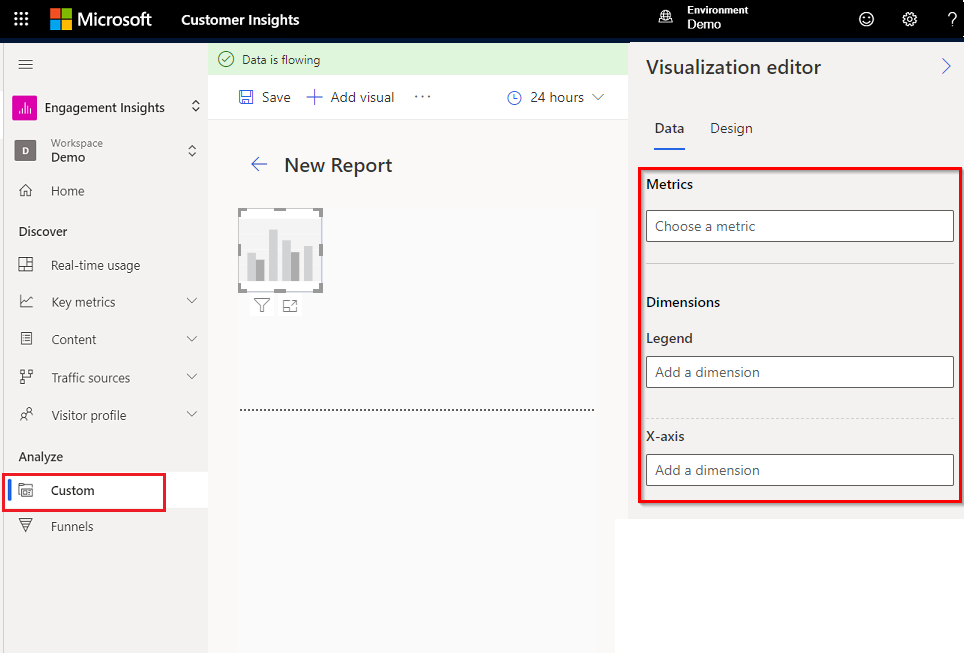 Microsoft
Customer Insights
Environment
Demo
?
Engagement Insights
D
Workspace
Demo
Home
Discover
Real-time usage
Key metrics
Content
Traffic sources
Visitor profile
Analyze
Custom
Funnels
Data is flowing
Save
Add visual
...
24 hours
New Report
Visualization editor
Data
Design
Metrics
Choose a metric
Dimensions
Legend
Add a dimension
X-axis
Add a dimension